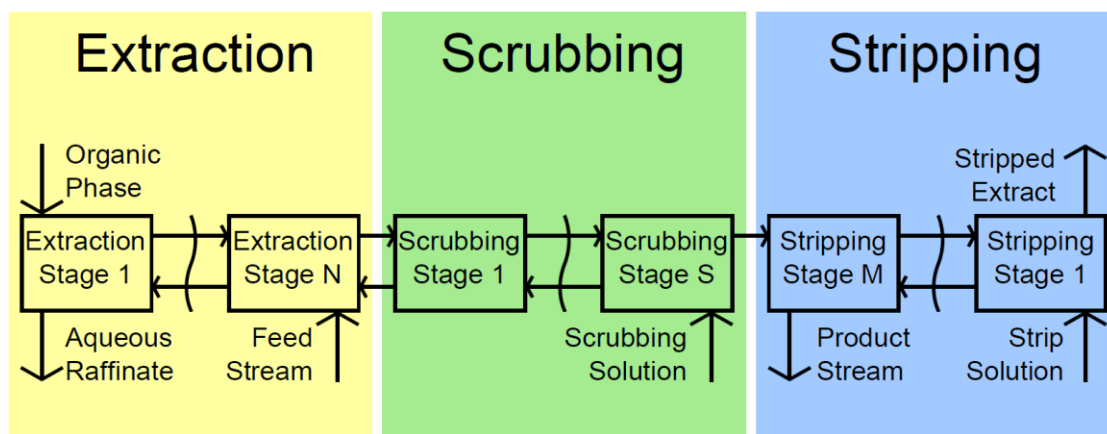 Extraction
Scrubbing
Stripping
Organic
Phase
Stripped
Extract
Extraction
Stage 1
Extraction
Stage N
Scrubbing
Stage 1
Scrubbing
Stage S
Stripping
Stage M
Stripping
Stage 1
Aqueous
Raffinate
Feed
Stream
Scrubbing
Solution
Product
Stream
Strip
Solution